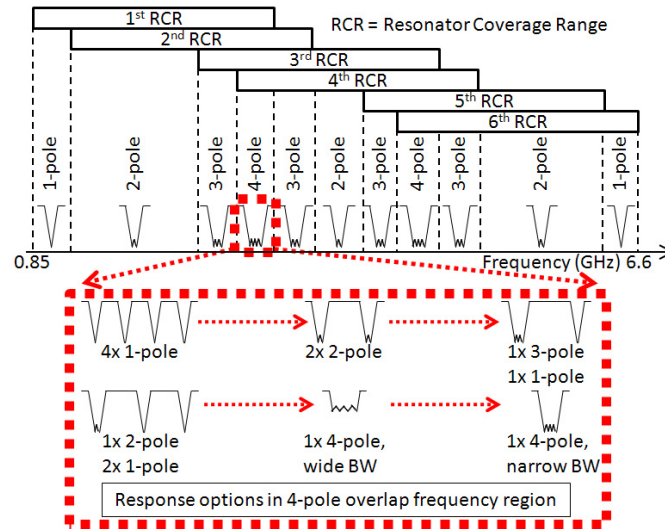 1st RCR
RCR = Resonator Coverage Range
2nd RCR
3rd RCR
4th RCR
5th RCR
6th RCR
1-pole
2-pole
3-pole
4-pole
3-pole
2-pole
3-pole
4-pole
3-pole
2-pole
1-pole
0.85
Frequency (GHz) 6.6
4x 1-pole
2x 2-pole
1x 3-pole
1x 1-pole
1x 2-pole
2x 1-pole
1x 4-pole,
wide BW
1x 4-pole,
narrow BW
Response options in 4-pole overlap frequency region